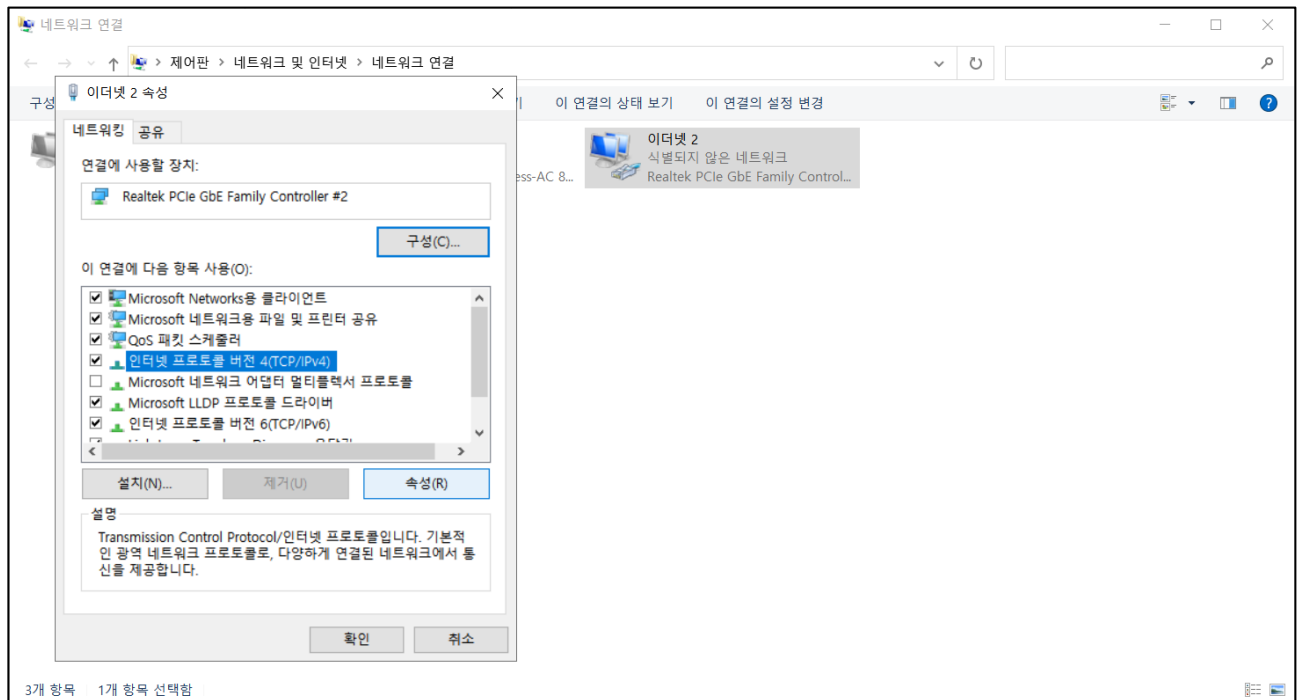 네트워크 연결
제어판 > 네트워크 및 인터넷 > 네트워크 연결
구성
이 연결의 상태 보기
이 연결의 설정 변경
이더넷 2
식별되지 않은 네트워크
Realtek PCIe GbE Family Control...
ess-AC 8...
이더넷 2 속성
네트워킹
공유
연결에 사용할 장치:
Realtek PCIe GbE Family Controller #2
구성(C)...
이 연결에 다음 항목 사용(O):
Microsoft Networks용 클라이언트
Microsoft 네트워크용 파일 및 프린터 공유
QoS 패킷 스케줄러
인터넷 프로토콜 버전 4(TCP/IPv4)
Microsoft 네트워크 어댑터 멀티플렉서 프로토콜
Microsoft LLDP 프로토콜 드라이버
인터넷 프로토콜 버전 6(TCP/IPv6)
설치(N)...
제거(U)
속성(R)
설명
Transmission Control Protocol/인터넷 프로토콜입니다. 기본적
인 광역 네트워크 프로토콜로, 다양하게 연결된 네트워크에서 통
신을 제공합니다.
확인
취소
3개 항목
1개 항목 선택함